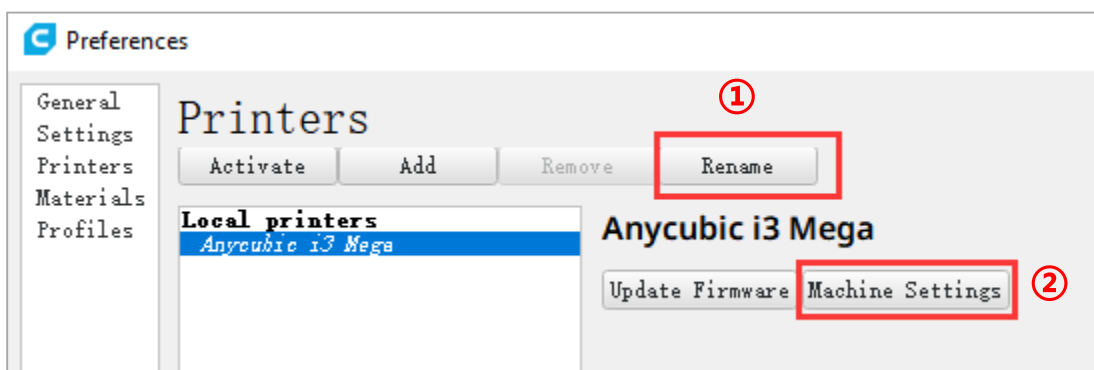 Preferences
General
Settings
Printers
Materials
Profiles
Printers
①
Activate Add Remove Rename
Local printers
Anycubic i3 Mega
Anycubic i3 Mega
Update Firmware Machine Settings
②